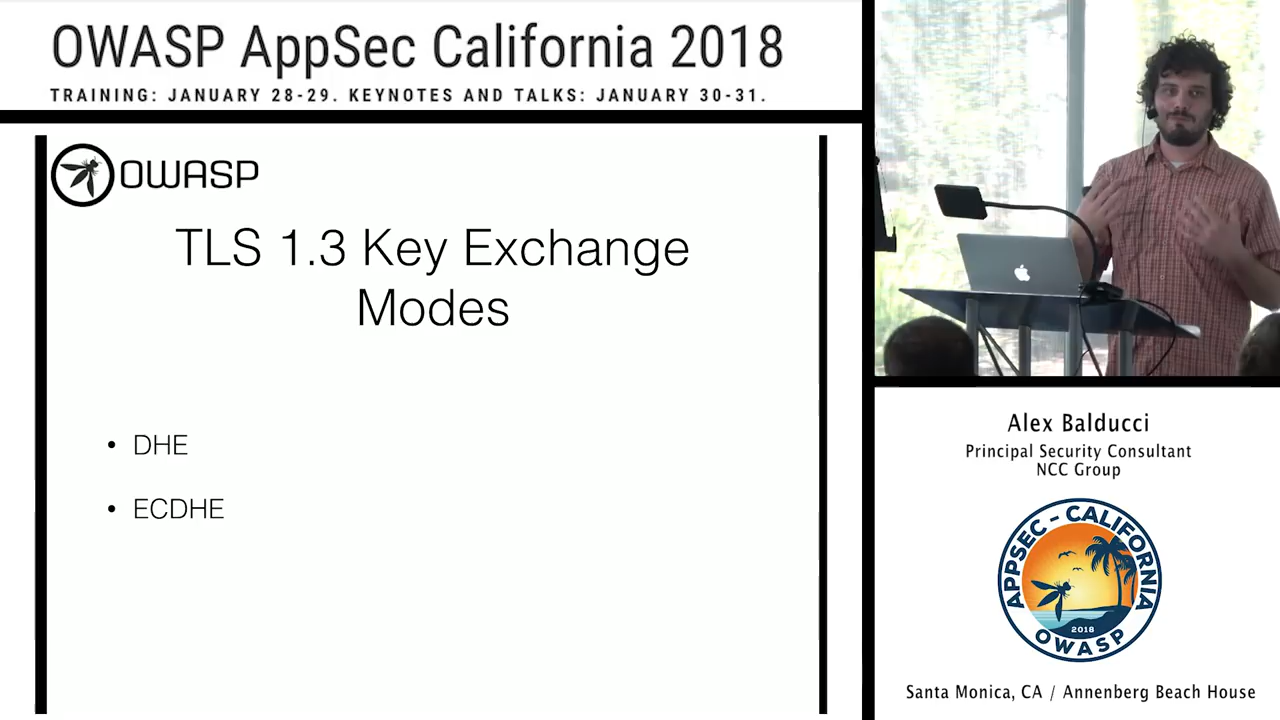 OWASP AppSec California 2018
TRAINING: JANUARY 28-29. KEYNOTES AND TALKS: JANUARY 30-31.
OWASP
TLS 1.3 Key Exchange
Modes
• DHE
• ECDHE
Alex Balducci
Principal Security Consultant
NCC Group
APPSEC - CALIFORNIA
2018
OWASP
Santa Monica, CA / Annenberg Beach House